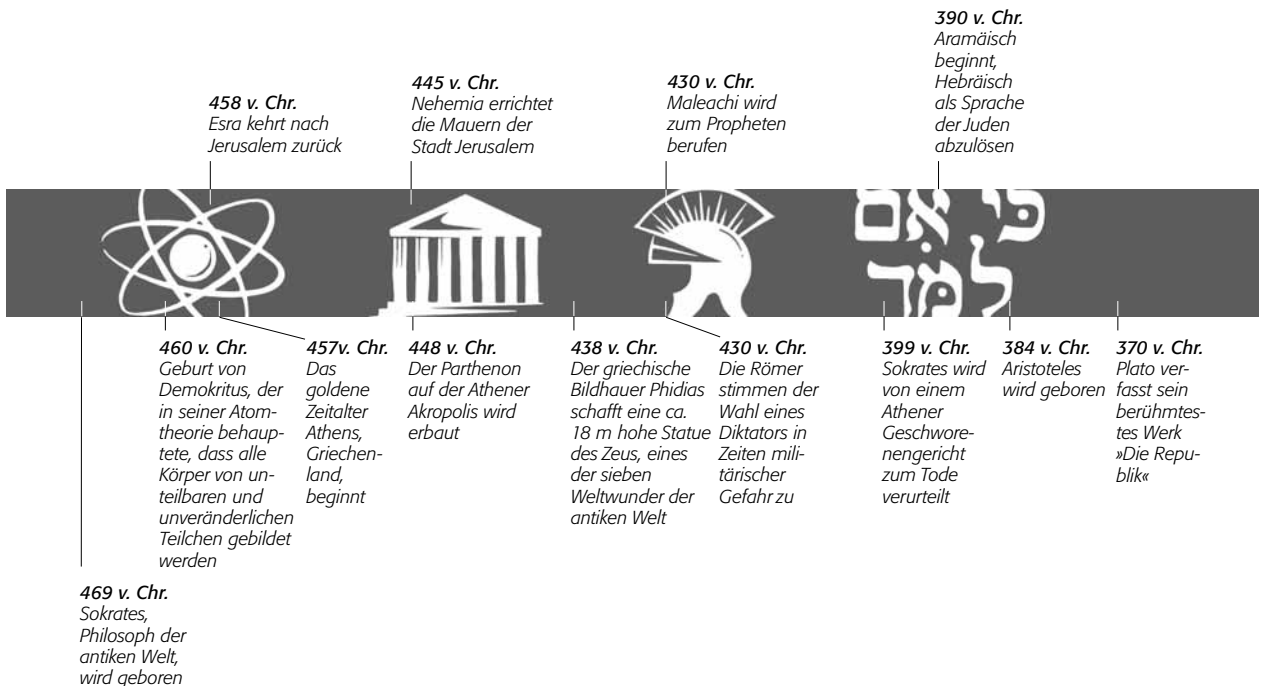 390 v. Chr.
Aramäisch
beginnt,
Hebräisch
als Sprache
der Juden
abzulösen
445 v. Chr.
Nehemia errichtet
die Mauern der
Stadt Jerusalem
430 v. Chr.
Maleachi wird
zum Propheten
berufen
458 v. Chr.
Esra kehrt nach
Jerusalem zurück
כי אם
למד
460 v. Chr.
Geburt von
Demokritus, der
in seiner Atom-
theorie behaup-
tete, dass alle
Körper von un-
teilbaren und
unveränderlichen
Teilchen gebildet
werden
457v. Chr.
Das
goldene
Zeitalter
Athens,
Griechen-
land,
beginnt
448 v. Chr.
Der Parthenon
auf der Athener
Akropolis wird
erbaut
438 v. Chr.
Der griechische
Bildhauer Phidias
schafft eine ca.
18 m hohe Statue
des Zeus, eines
der sieben
Weltwunder der
antiken Welt
430 v. Chr.
Die Römer
stimmen der
Wahl eines
Diktators in
Zeiten mili-
tärischer
Gefahr zu
399 v. Chr.
Sokrates wird
von einem
Athener
Geschwore-
nengericht
zum Tode
verurteilt
384 v. Chr.
Aristoteles
wird geboren
370 v. Chr.
Plato ver-
fasst sein
berühmtes-
tes Werk
»Die Repu-
blik«
469 v. Chr.
Sokrates,
Philosoph der
antiken Welt,
wird geboren